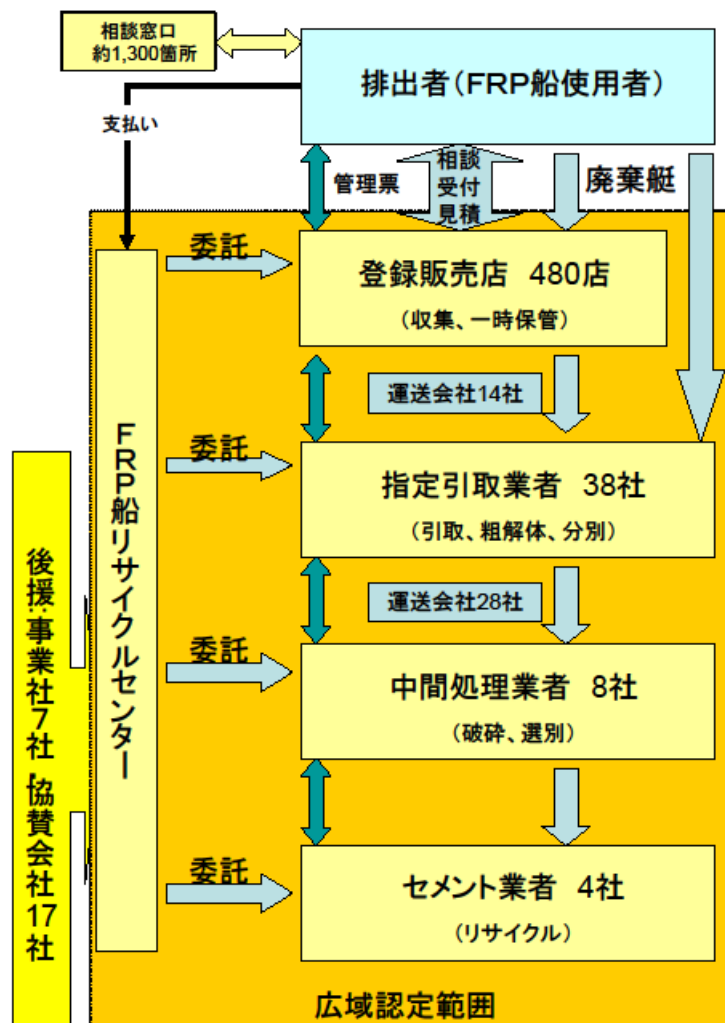 相談窓口
約1,300箇所
排出者(FRP船使用者)
支払い
管理票
相談
受付
見積
廃棄艇
委託
登録販売店 480店
(収集、一時保管)
運送会社14社
委託
指定引取業者 38社
(引取、粗解体、分別)
運送会社28社
委託
中間処理業者 8社
(破砕、選別)
委託
セメント業者 4社
(リサイクル)
FRP船リサイクルセンター
後援:事業社7社、協賛会社17社
広域認定範囲